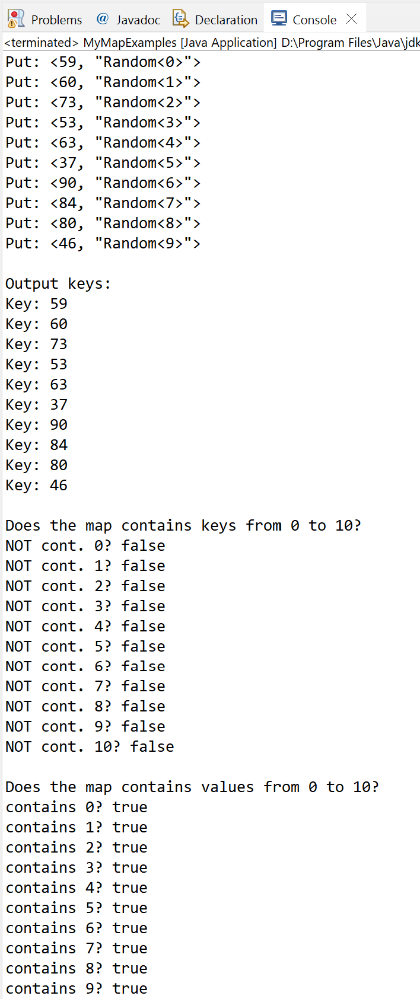 Problems @ Javadoc Declaration Console
<terminated> MyMapExamples [Java Application] D:\Program Files\Java\jdk
Put: <59, "Random<0>">
Put: <60, "Random<1>">
Put: <73, "Random<2>">
Put: <53, "Random<3>">
Put: <63, "Random<4>">
Put: <37, "Random<5>">
Put: <90, "Random<6>">
Put: <84, "Random<7>">
Put: <80, "Random<8>">
Put: <46, "Random<9>">

Output keys:
Key: 59
Key: 60
Key: 73
Key: 53
Key: 63
Key: 37
Key: 90
Key: 84
Key: 80
Key: 46

Does the map contains keys from 0 to 10?
NOT cont. 0? false
NOT cont. 1? false
NOT cont. 2? false
NOT cont. 3? false
NOT cont. 4? false
NOT cont. 5? false
NOT cont. 6? false
NOT cont. 7? false
NOT cont. 8? false
NOT cont. 9? false
NOT cont. 10? false

Does the map contains values from 0 to 10?
contains 0? true
contains 1? true
contains 2? true
contains 3? true
contains 4? true
contains 5? true
contains 6? true
contains 7? true
contains 8? true
contains 9? true